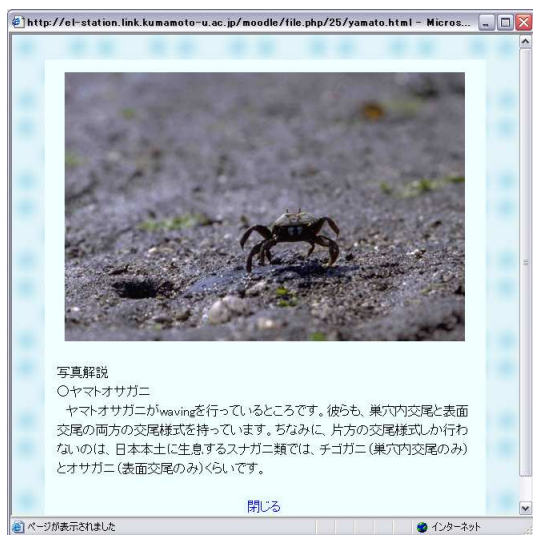 http://el-station.link.kumamoto-u.ac.jp/moodle/file.php/25/yamato.html - Micros...
写真解説
○ヤマトオサガニ
ヤマトオサガニがwavingを行っているところです。彼らも、巣穴内交尾と表面
交尾の両方の交尾様式を持っています。ちなみに、片方の交尾様式しか行わ
ないのは、日本本土に生息するスナガニ類では、チゴガニ(巣穴内交尾のみ)
とオサガニ(表面交尾のみ)くらいです。
閉じる
ページが表示されました
インターネット